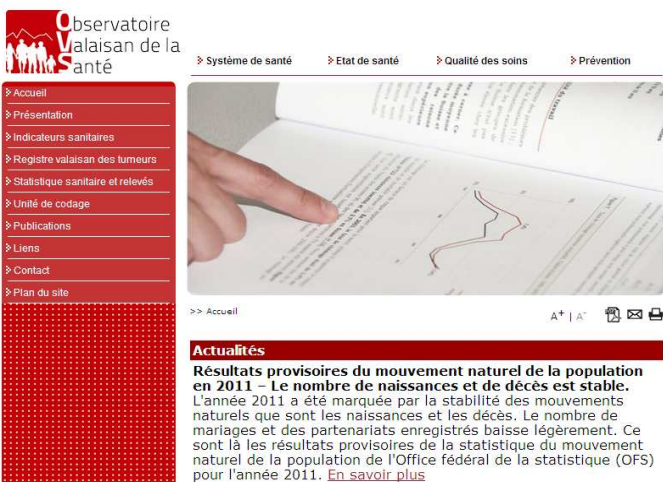 Observatoire
Valaisan de la
Santé
Système de santé
Etat de santé
Qualité des soins
Prévention
Accueil
Présentation
Indicateurs sanitaires
Registre valaisan des tumeurs
Statistique sanitaire et relevés
Unité de codage
Publications
Liens
Contact
Plan du site
>> Accueil
A+ | A-
Actualités
Résultats provisoires du mouvement naturel de la population
en 2011 – Le nombre de naissances et de décès est stable.
L'année 2011 a été marquée par la stabilité des mouvements
naturels que sont les naissances et les décès. Le nombre de
mariages et des partenariats enregistrés baisse légèrement. Ce
sont là les résultats provisoires de la statistique du mouvement
naturel de la population de l'Office fédéral de la statistique (OFS)
pour l'année 2011. En savoir plus